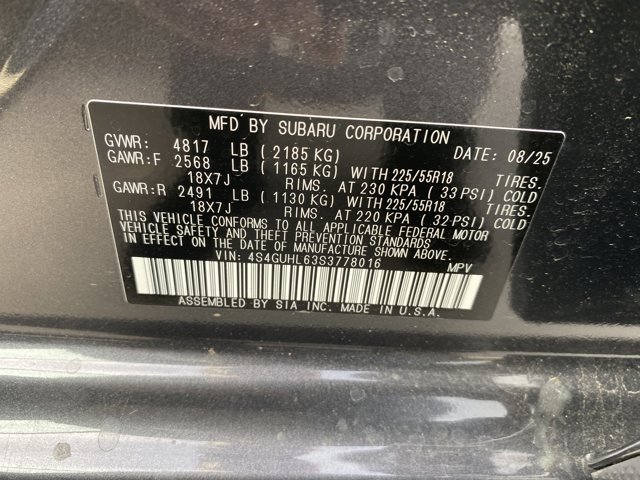 MFD BY SUBARU CORPORATION DATE: 08/25
GVWR: 4817 LB ( 2185 KG)
GAWR:F 2568 LB ( 1165 KG) WITH 225/55R18 TIRES.
18X7J RIMS. AT 230 KPA ( 33 PSI) COLD
GAWR:R 2491 LB ( 1130 KG) WITH 225/55R18 TIRES.
18X7J RIMS. AT 220 KPA ( 32 PSI) COLD
THIS VEHICLE CONFORMS TO ALL APPLICABLE FEDERAL MOTOR
VEHICLE SAFETY AND THEFT PREVENTION STANDARDS
IN EFFECT ON THE DATE OF MANUFACTURE SHOWN ABOVE.
VIN: 4S4GUHL63S3778016 MPV
ASSEMBLED BY SIA INC. MADE IN U.S.A.